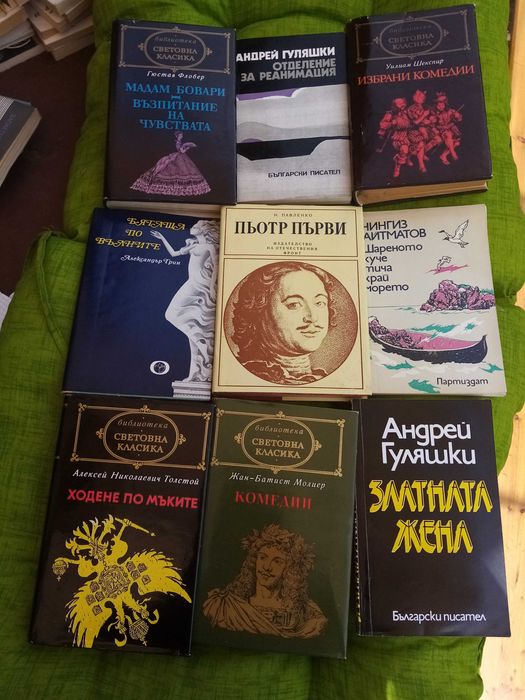 библиотека
СВЕТОВНА
КЛАСИКА
Гюстав Флобер
МАДАМ БОВАРИ
ВЪЗПИТАНИЕ
НА
ЧУВСТВАТА
АНДРЕЙ ГУЛЯШКИ
ОТДЕЛЕНИЕ
ЗА РЕАНИМАЦИЯ
БЪЛГАРСКИ ПИСАТЕЛ
библиотека
СВЕТОВНА
КЛАСИКА
Уилиам Шекспир
ИЗБРАНИ КОМЕДИИ
БЯГАЩА
ПО
ВЪЛНИТЕ
Александър Грин
Н. ПАВЛЕНКО
ПЬОТР ПЪРВИ
ИЗДАТЕЛСТВО
НА ОТЕЧЕСТВЕНИЯ
ФРОНТ
ЧИНГИЗ
АЙТМАТОВ
Шареното
куче
тича
край
морето
Партиздат
библиотека
СВЕТОВНА
КЛАСИКА
Алексей Николаевич Толстой
ХОДЕНЕ ПО МЪКИТЕ
библиотека
СВЕТОВНА
КЛАСИКА
Жан-Батист Молиер
КОМЕДИИ
Андрей
Гуляшки
ЗЛАТНАТА
ЖЕНА
Български писател